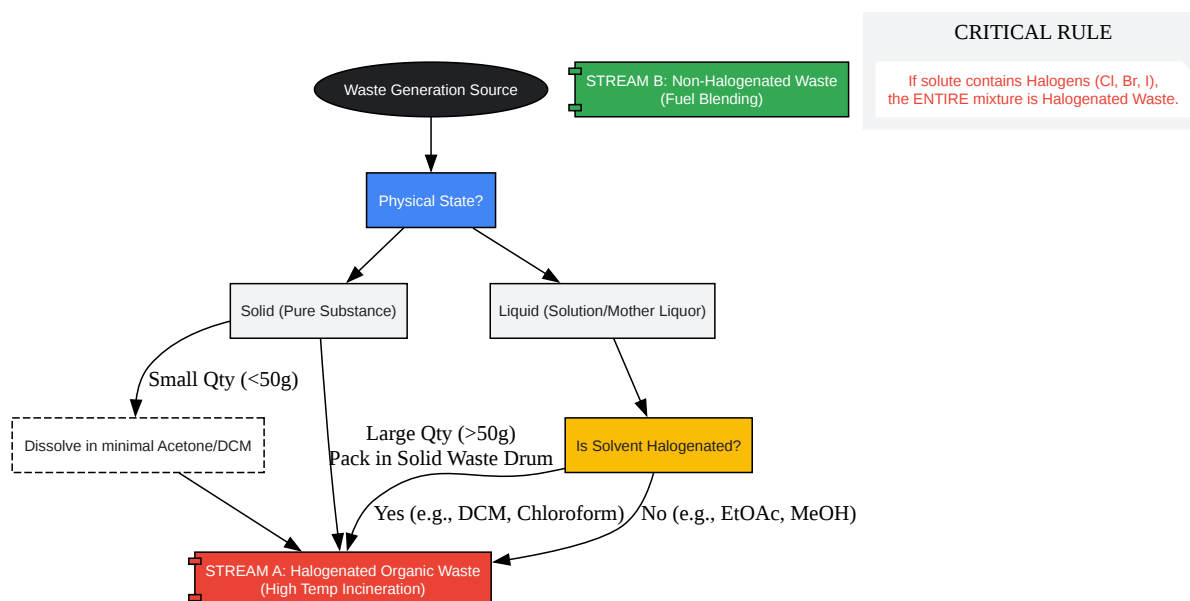 CRITICAL RULE
Waste Generation Source
STREAM B: Non-Halogenated Waste
(Fuel Blending)
If solute contains Halogens (Cl, Br, I),
the ENTIRE mixture is Halogenated Waste.
Physical State?
Solid (Pure Substance)
Liquid (Solution/Mother Liquor)
Small Qty (<50g)
Dissolve in minimal Acetone/DCM
Large Qty (>50g)
Pack in Solid Waste Drum
Is Solvent Halogenated?
Yes (e.g., DCM, Chloroform)
No (e.g., EtOAc, MeOH)
STREAM A: Halogenated Organic Waste
(High Temp Incineration)